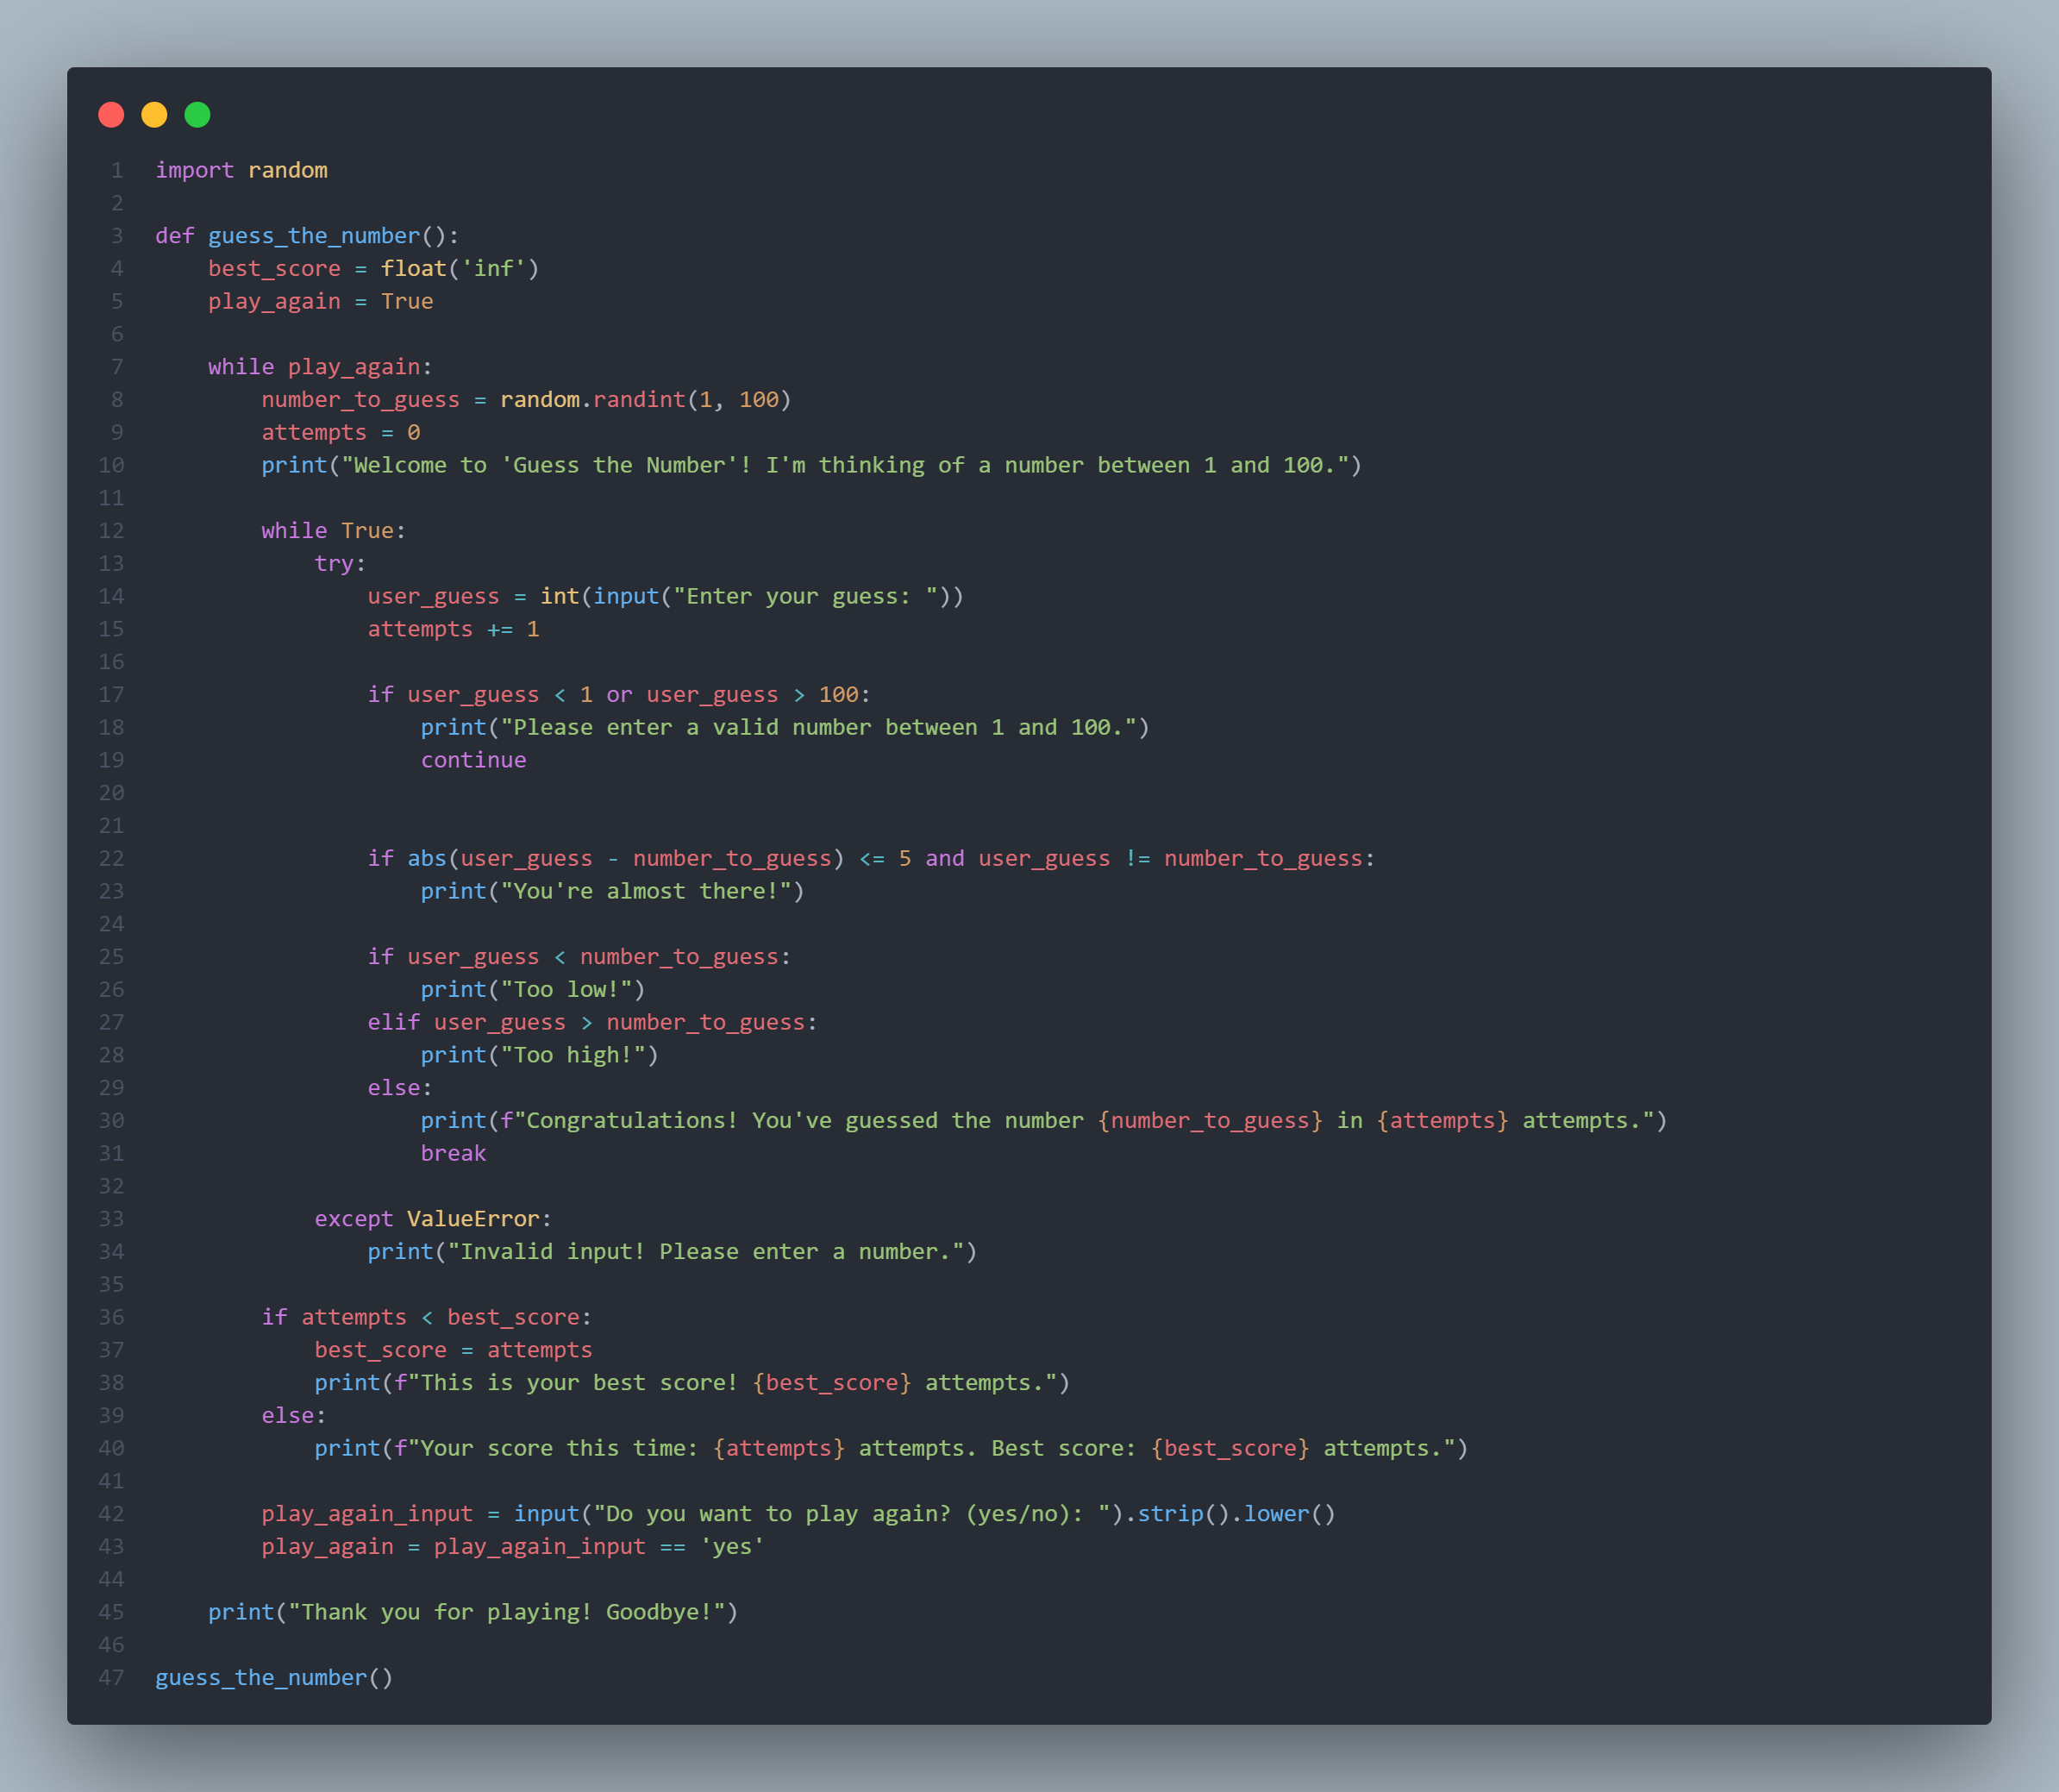 1 import random
2
3 def guess_the_number():
4     best_score = float('inf')
5     play_again = True
6
7     while play_again:
8         number_to_guess = random.randint(1, 100)
9         attempts = 0
10         print("Welcome to 'Guess the Number'! I'm thinking of a number between 1 and 100.")
11
12         while True:
13             try:
14                 user_guess = int(input("Enter your guess: "))
15                 attempts += 1
16
17                 if user_guess < 1 or user_guess > 100:
18                     print("Please enter a valid number between 1 and 100.")
19                     continue
20
21
22                 if abs(user_guess - number_to_guess) <= 5 and user_guess != number_to_guess:
23                     print("You're almost there!")
24
25                 if user_guess < number_to_guess:
26                     print("Too low!")
27                 elif user_guess > number_to_guess:
28                     print("Too high!")
29                 else:
30                     print(f"Congratulations! You've guessed the number {number_to_guess} in {attempts} attempts.")
31                     break
32
33             except ValueError:
34                 print("Invalid input! Please enter a number.")
35
36         if attempts < best_score:
37             best_score = attempts
38             print(f"This is your best score! {best_score} attempts.")
39         else:
40             print(f"Your score this time: {attempts} attempts. Best score: {best_score} attempts.")
41
42         play_again_input = input("Do you want to play again? (yes/no): ").strip().lower()
43         play_again = play_again_input == 'yes'
44
45     print("Thank you for playing! Goodbye!")
46
47 guess_the_number()